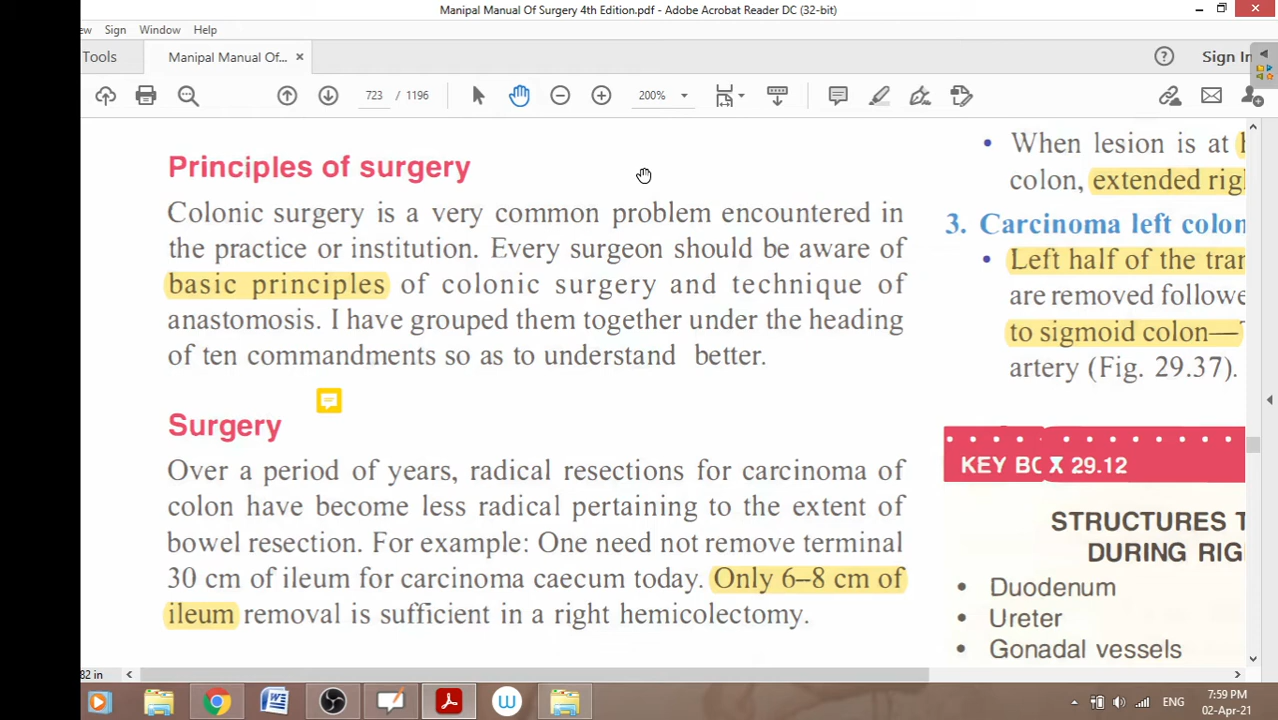 Manipal Manual Of Surgery 4th Edition.pdf - Adobe Acrobat Reader DC (32-bit)
ew Sign Window Help
Tools Manipal Manual Of... × Sign In
723 / 1196 200%
Principles of surgery
Colonic surgery is a very common problem encountered in
the practice or institution. Every surgeon should be aware of
basic principles of colonic surgery and technique of
anastomosis. I have grouped them together under the heading
of ten commandments so as to understand better.
Surgery
Over a period of years, radical resections for carcinoma of
colon have become less radical pertaining to the extent of
bowel resection. For example: One need not remove terminal
30 cm of ileum for carcinoma caecum today. Only 6–8 cm of
ileum removal is sufficient in a right hemicolectomy.
• When lesion is at
colon, extended rig
3. Carcinoma left colon
• Left half of the tran
are removed followe
to sigmoid colon—
artery (Fig. 29.37).
KEY BOX 29.12
STRUCTURES T
DURING RIG
• Duodenum
• Ureter
• Gonadal vessels
82 in
ENG
7:59 PM
02-Apr-21